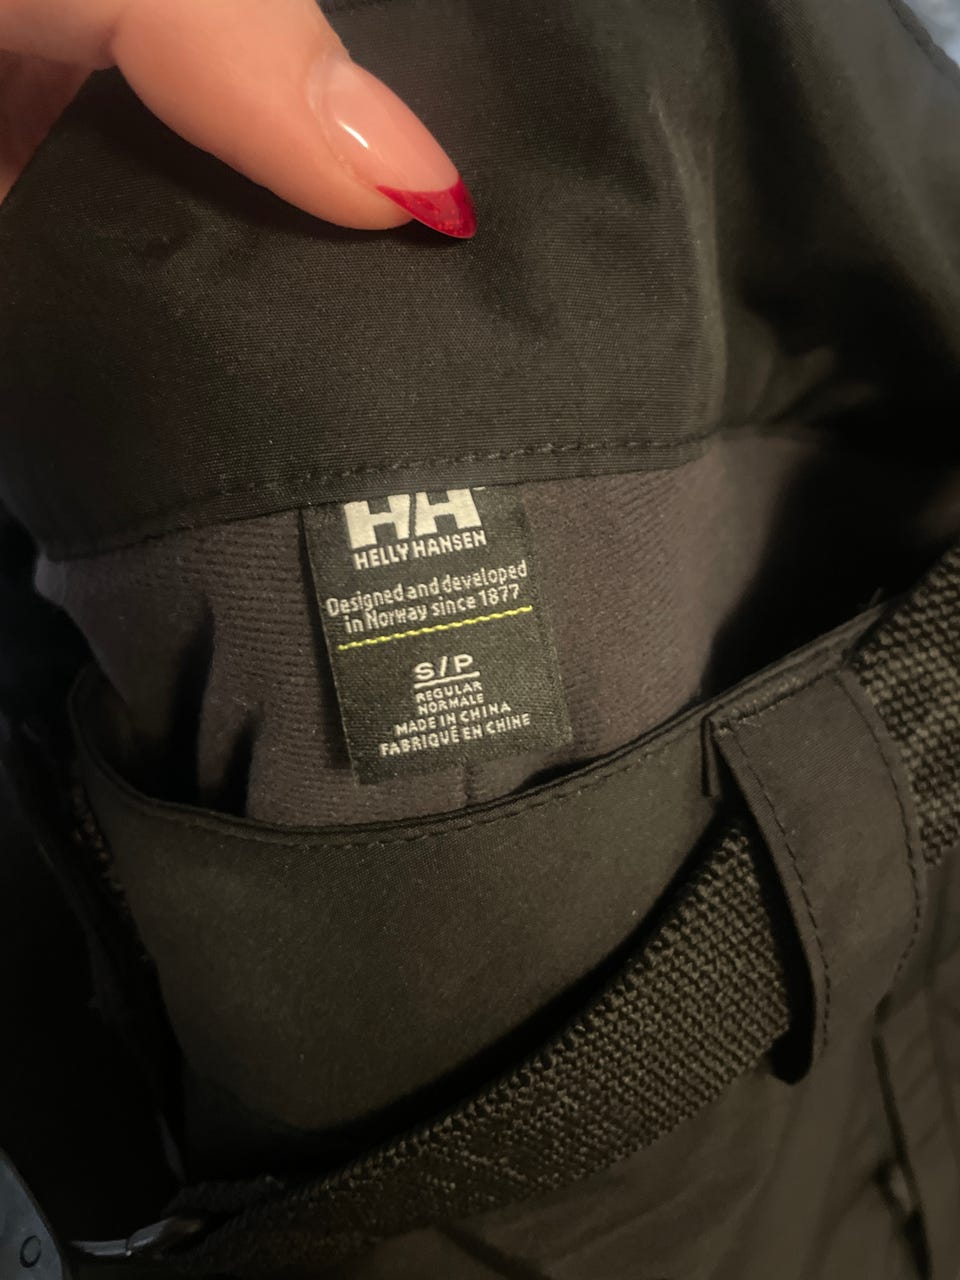 HH
HELLY HANSEN
Designed and developed
in Norway since 1877
S/P
REGULAR
NORMALE
MADE IN CHINA
FABRIQUÉ EN CHINE